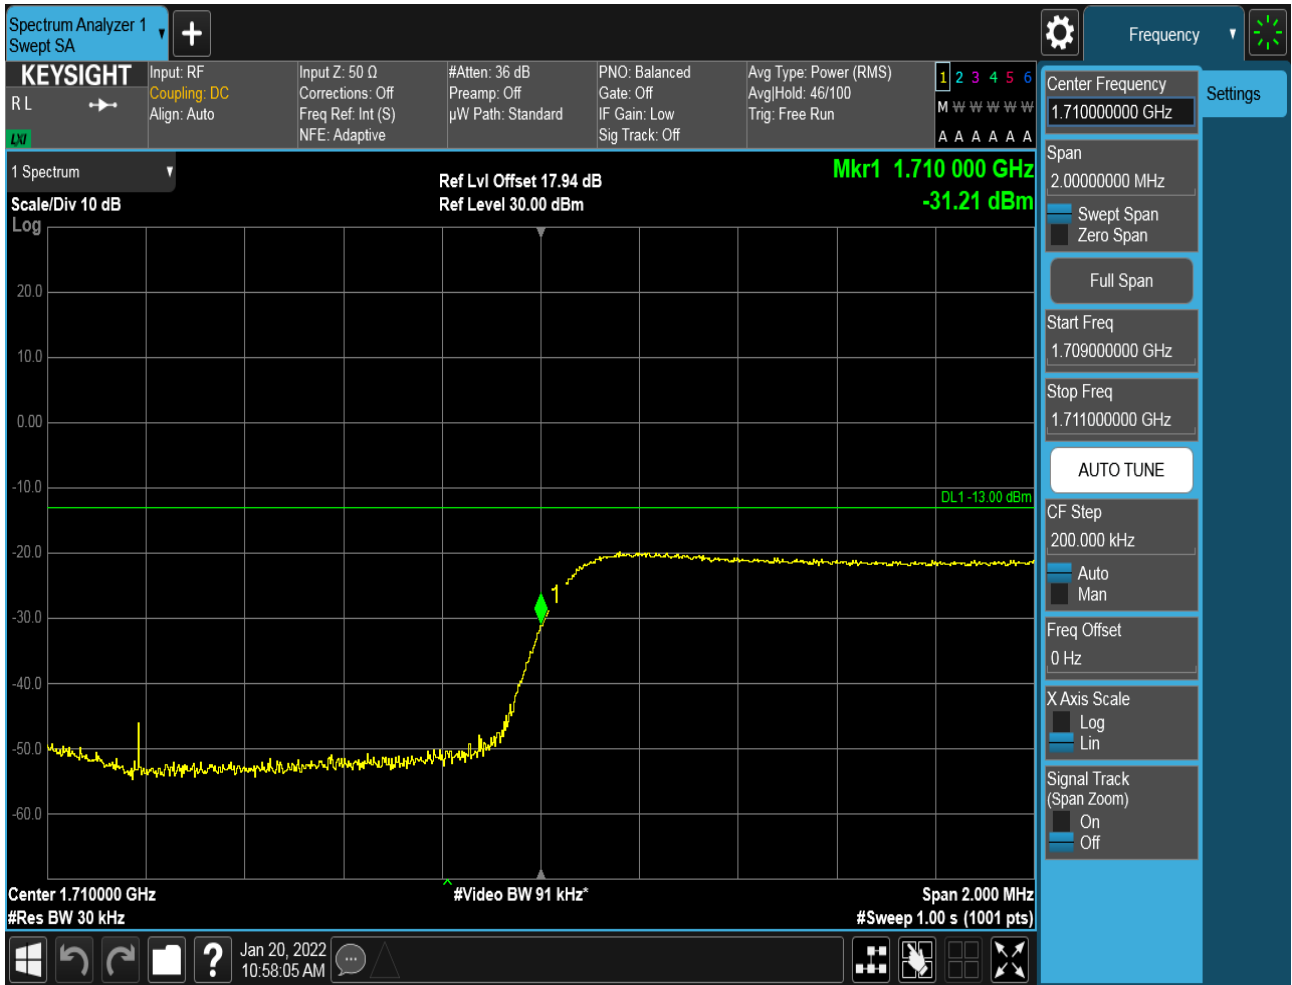 Spectrum Analyzer 1
Swept SA
Frequency
KEYSIGHT
R L
LXI
Input: RF
Coupling: DC
Align: Auto
Input Z: 50 Ω
Corrections: Off
Freq Ref: Int (S)
NFE: Adaptive
#Atten: 36 dB
Preamp: Off
µW Path: Standard
PNO: Balanced
Gate: Off
IF Gain: Low
Sig Track: Off
Avg Type: Power (RMS)
Avg|Hold: 46/100
Trig: Free Run
1 2 3 4 5 6
M W W W W W
A A A A A A
1 Spectrum
Scale/Div 10 dB
Log
Ref Lvl Offset 17.94 dB
Ref Level 30.00 dBm
Mkr1 1.710 000 GHz
-31.21 dBm
20.0
10.0
0.00
-10.0
-20.0
-30.0
-40.0
-50.0
-60.0
DL1 -13.00 dBm
1
Center 1.710000 GHz
#Res BW 30 kHz
#Video BW 91 kHz*
Span 2.000 MHz
#Sweep 1.00 s (1001 pts)
Jan 20, 2022
10:58:05 AM
?
Center Frequency
1.710000000 GHz
Settings
Span
2.00000000 MHz
Swept Span
Zero Span
Full Span
Start Freq
1.709000000 GHz
Stop Freq
1.711000000 GHz
AUTO TUNE
CF Step
200.000 kHz
Auto
Man
Freq Offset
0 Hz
X Axis Scale
Log
Lin
Signal Track
(Span Zoom)
On
Off